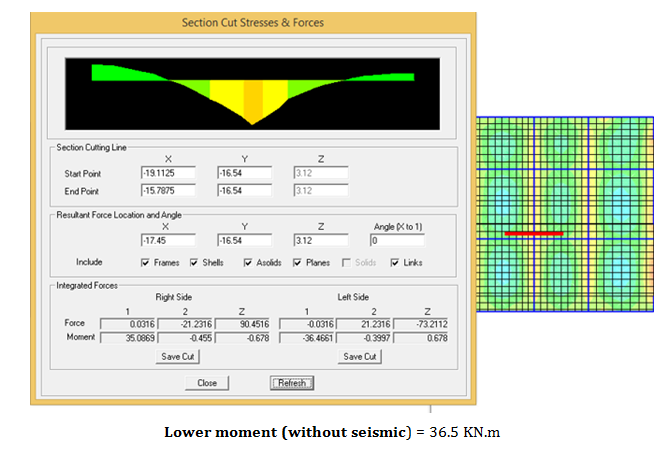 Section Cut Stresses & Forces
Section Cutting Line
X Y Z
Start Point -19.1125 -16.54 3.12
End Point -15.7875 -16.54 3.12
Resultant Force Location and Angle
X Y Z Angle (X to 1)
-17.45 -16.54 3.12 0
Include Frames Shells Asolids Planes Solids Links
Integrated Forces
Right Side Left Side
1 2 Z 1 2 Z
Force 0.0316 -21.2316 90.4516 -0.0316 21.2316 -73.2112
Moment 35.0869 -0.455 -0.678 -36.4661 -0.3997 0.678
Save Cut Save Cut
Close Refresh
Lower moment (without seismic) = 36.5 KN.m